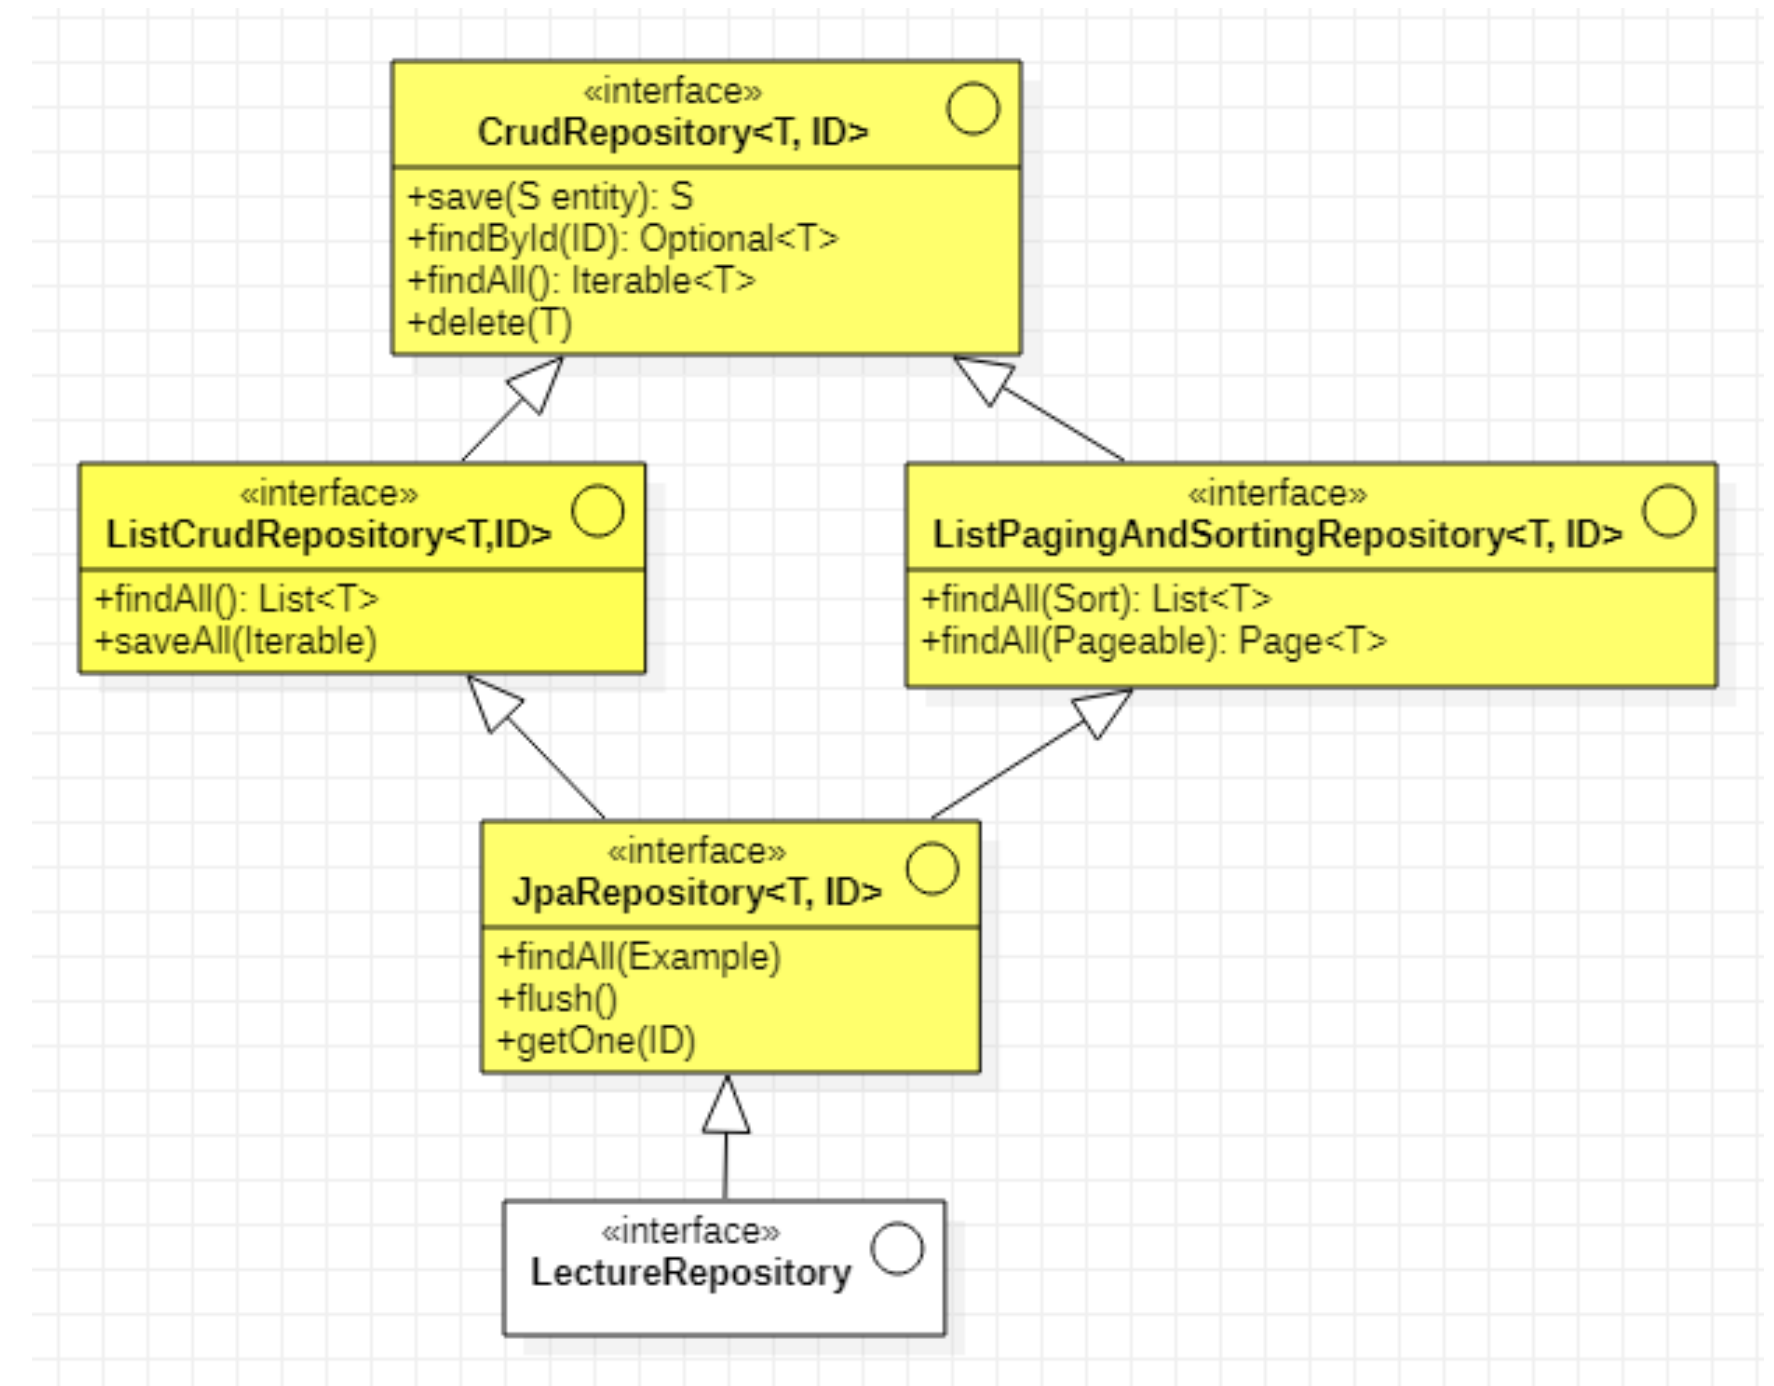 «interface»
CrudRepository<T, ID>
+save(S entity): S
+findById(ID): Optional<T>
+findAll(): Iterable<T>
+delete(T)
«interface»
ListCrudRepository<T,ID>
+findAll(): List<T>
+saveAll(Iterable)
«interface»
ListPagingAndSortingRepository<T, ID>
+findAll(Sort): List<T>
+findAll(Pageable): Page<T>
«interface»
JpaRepository<T, ID>
+findAll(Example)
+flush()
+getOne(ID)
«interface»
LectureRepository